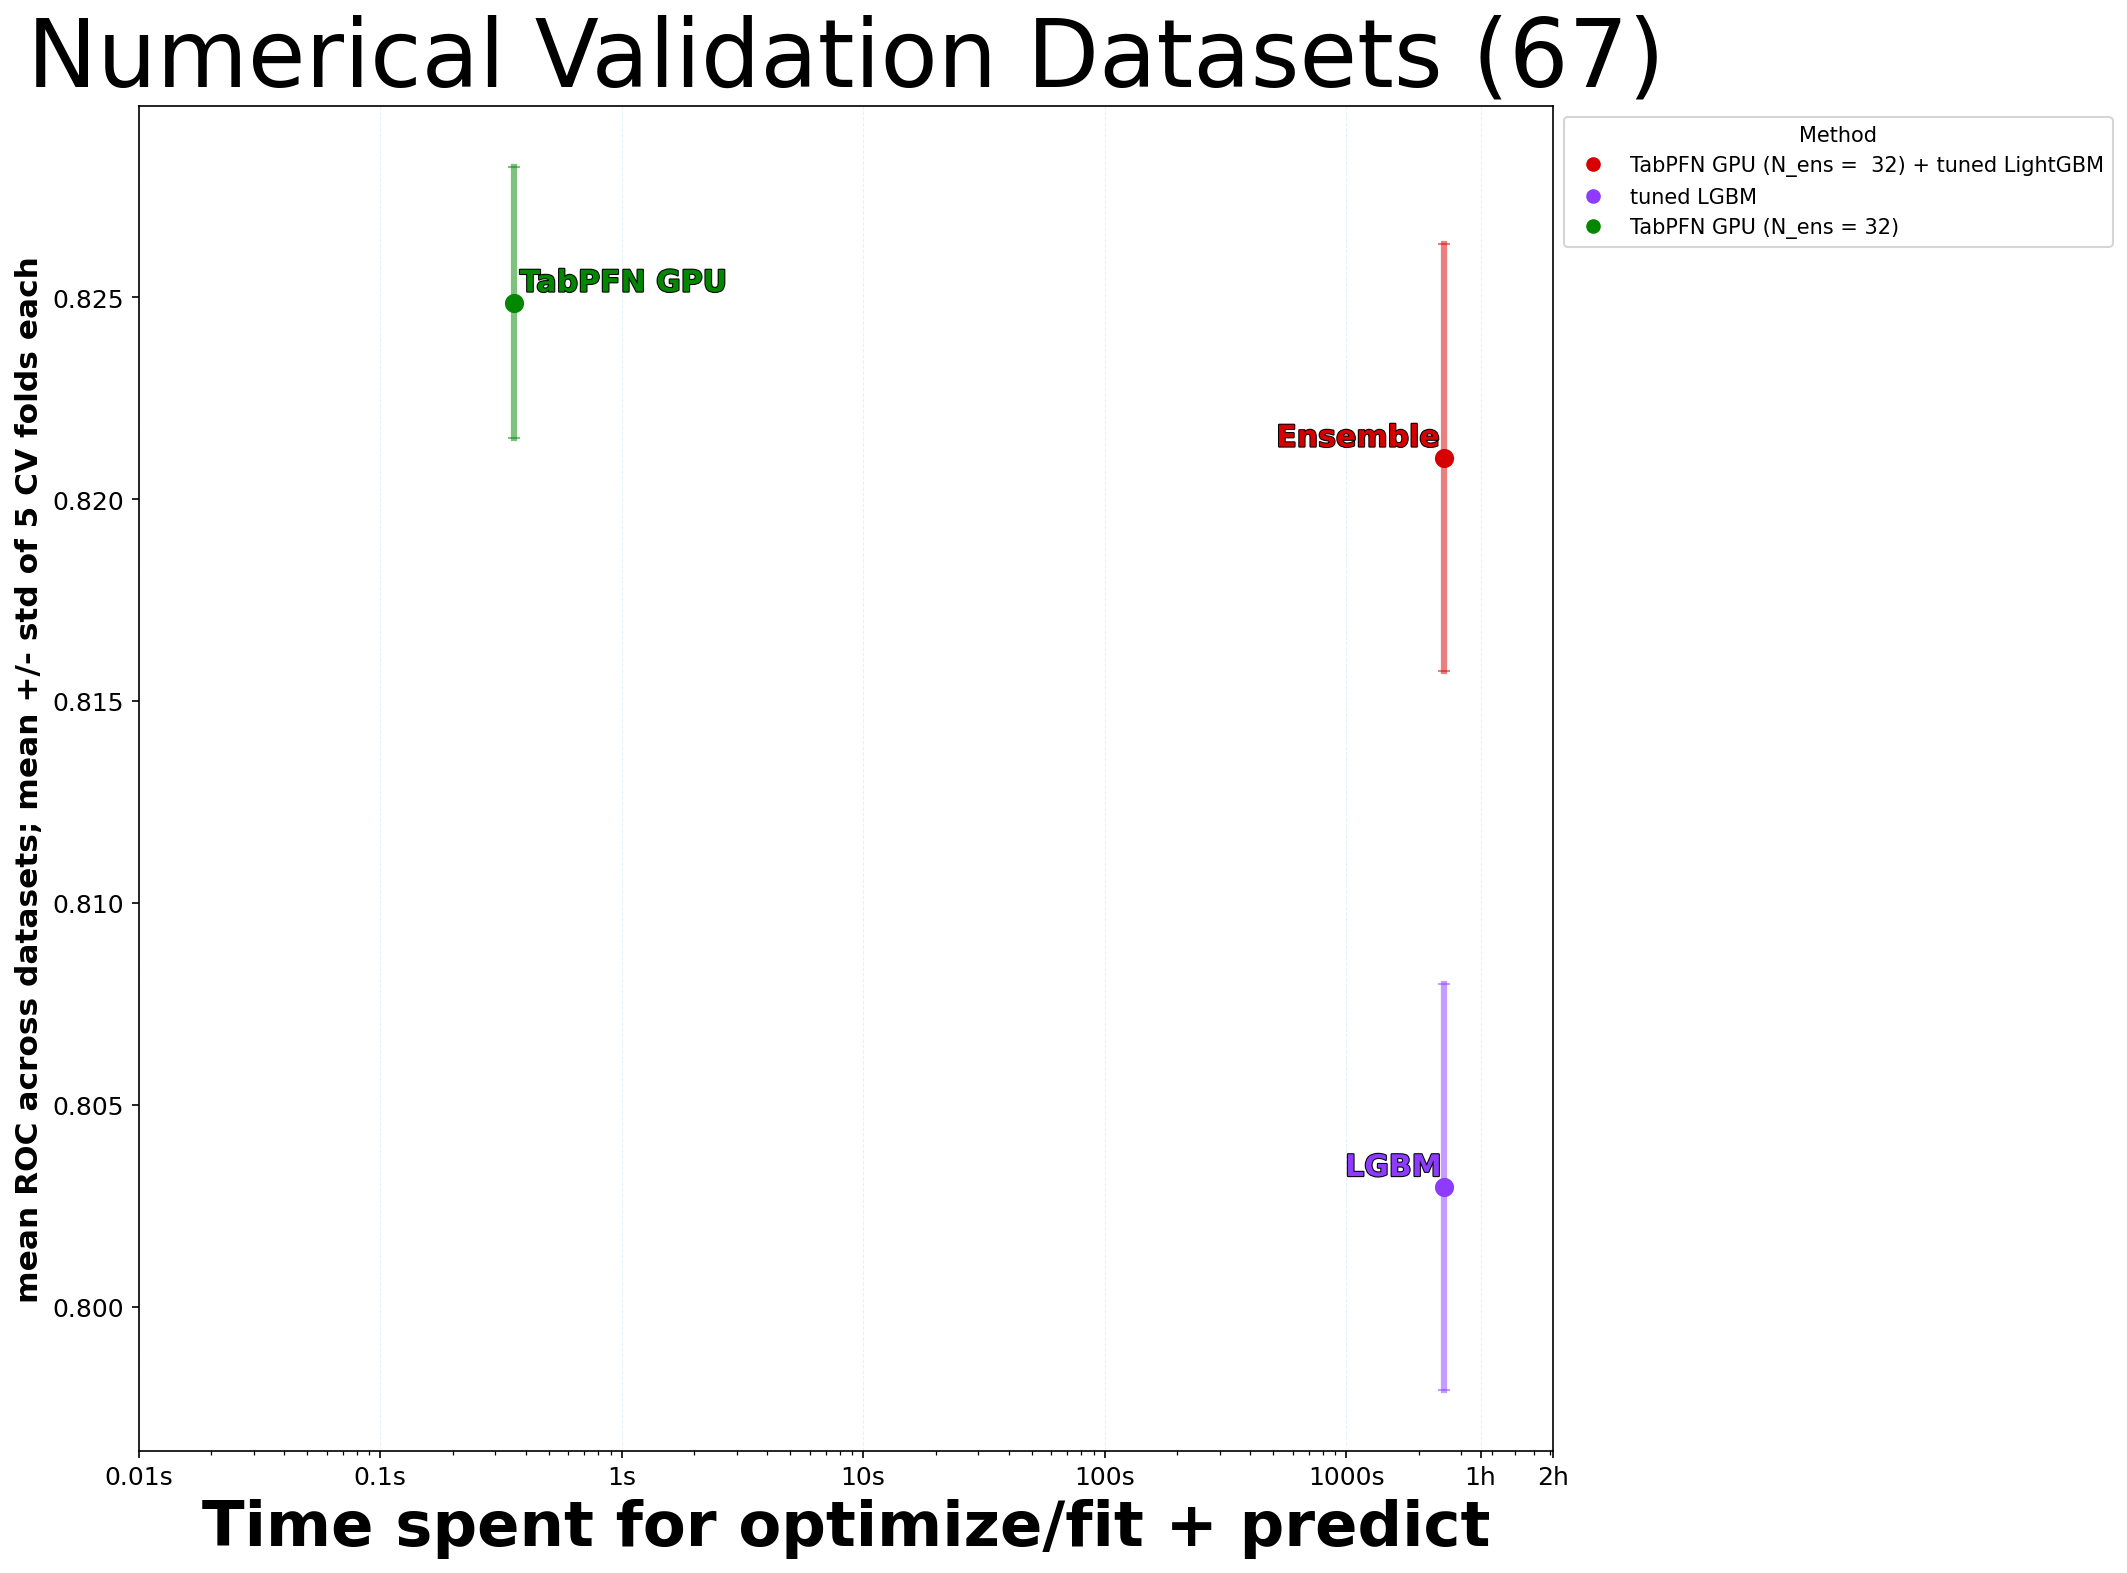 Numerical Validation Datasets (67)
Method
TabPFN GPU (N_ens =  32) + tuned LightGBM
tuned LGBM
TabPFN GPU (N_ens = 32)
mean ROC across datasets; mean +/- std of 5 CV folds each
0.825
0.820
0.815
0.810
0.805
0.800
TabPFN GPU
Ensemble
LGBM
0.01s 0.1s 1s 10s 100s 1000s 1h 2h
Time spent for optimize/fit + predict